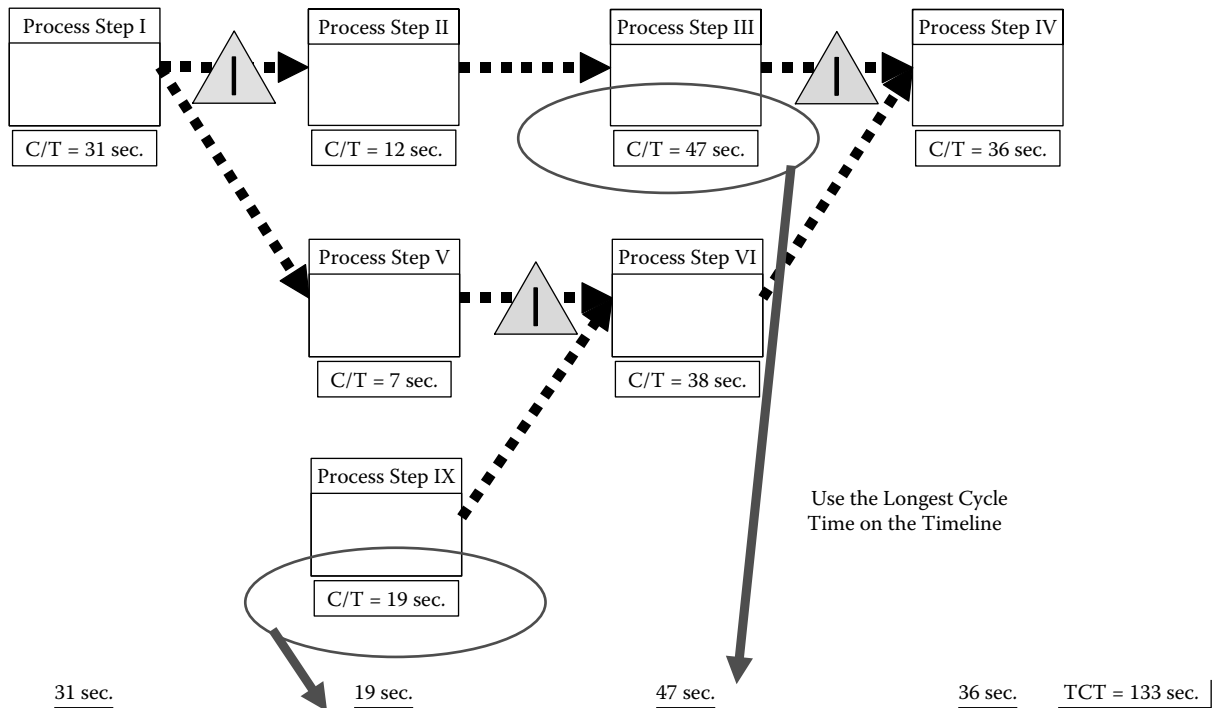 Process Step I
Process Step II
Process Step III
Process Step IV
I
I
C/T = 31 sec.
C/T = 12 sec.
C/T = 47 sec.
C/T = 36 sec.
Process Step V
Process Step VI
I
C/T = 7 sec.
C/T = 38 sec.
Process Step IX
Use the Longest Cycle
Time on the Timeline
C/T = 19 sec.
31 sec.
19 sec.
47 sec.
36 sec.
TCT = 133 sec.